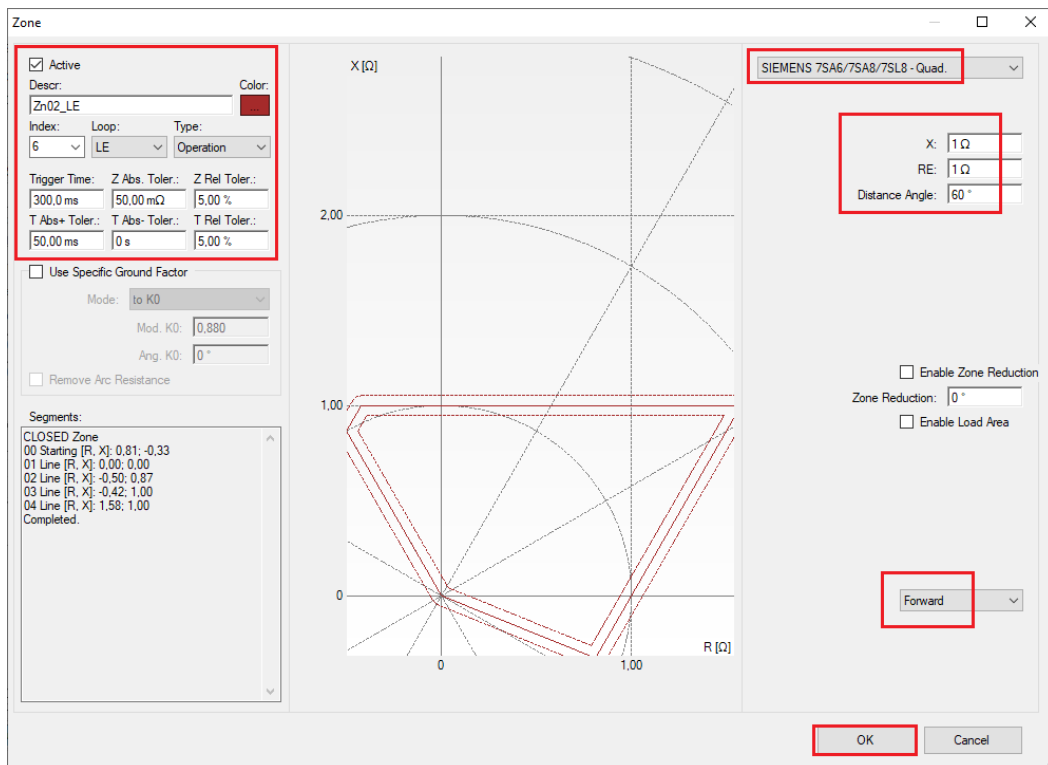 Zone
Active
Descr: Color:
Zn02_LE ...
Index: Loop: Type:
6 LE Operation
Trigger Time: Z Abs. Toler.: Z Rel Toler.:
300,0 ms 50,00 mΩ 5,00 %
T Abs+ Toler.: T Abs- Toler.: T Rel Toler.:
50,00 ms 0 s 5,00 %
Use Specific Ground Factor
Mode: to K0
Mod. K0: 0,880
Ang. K0: 0 °
Remove Arc Resistance
Segments:
CLOSED Zone
00 Starting [R, X]: 0,81; -0,33
01 Line [R, X]: 0,00; 0,00
02 Line [R, X]: -0,50; 0,87
03 Line [R, X]: -0,42; 1,00
04 Line [R, X]: 1,58; 1,00
Completed.
X [Ω]
2,00
1,00
0
R [Ω]
0 1,00
SIEMENS 7SA6/7SA8/7SL8 - Quad.
X: 1 Ω
RE: 1 Ω
Distance Angle: 60 °
Enable Zone Reduction
Zone Reduction: 0 °
Enable Load Area
Forward
OK Cancel